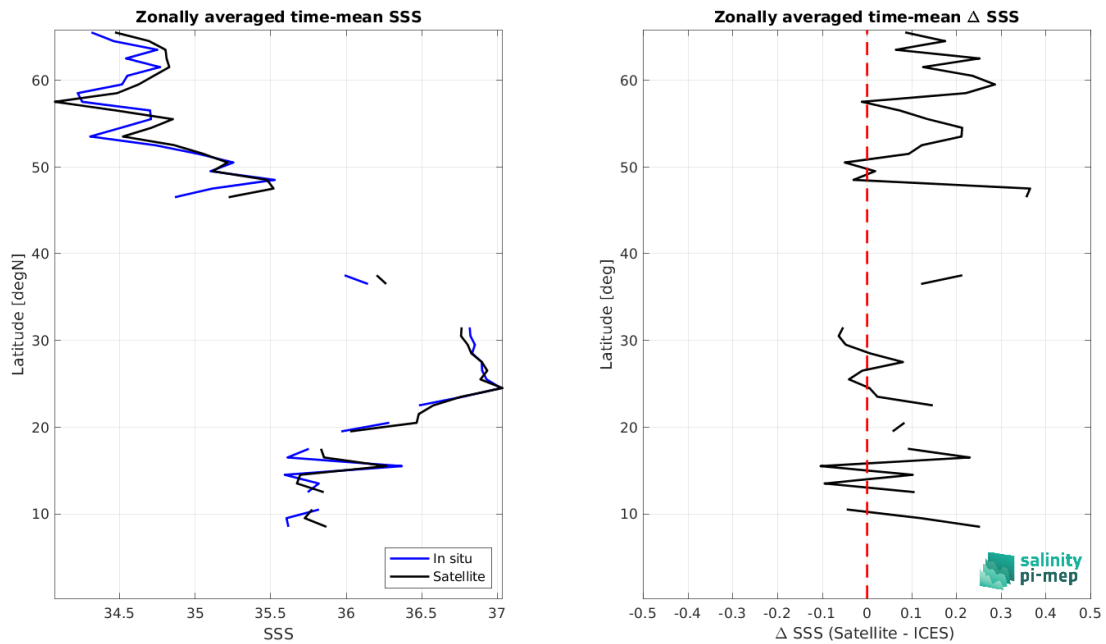 Zonally averaged time-mean SSS
Latitude [degN]
60
50
40
30
20
10
34.5 35 35.5 36 36.5 37
SSS
In situ
Satellite
Zonally averaged time-mean Δ SSS
Latitude [deg]
60
50
40
30
20
10
-0.5 -0.4 -0.3 -0.2 -0.1 0 0.1 0.2 0.3 0.4 0.5
Δ SSS (Satellite - ICES)
salinity
pi-mep